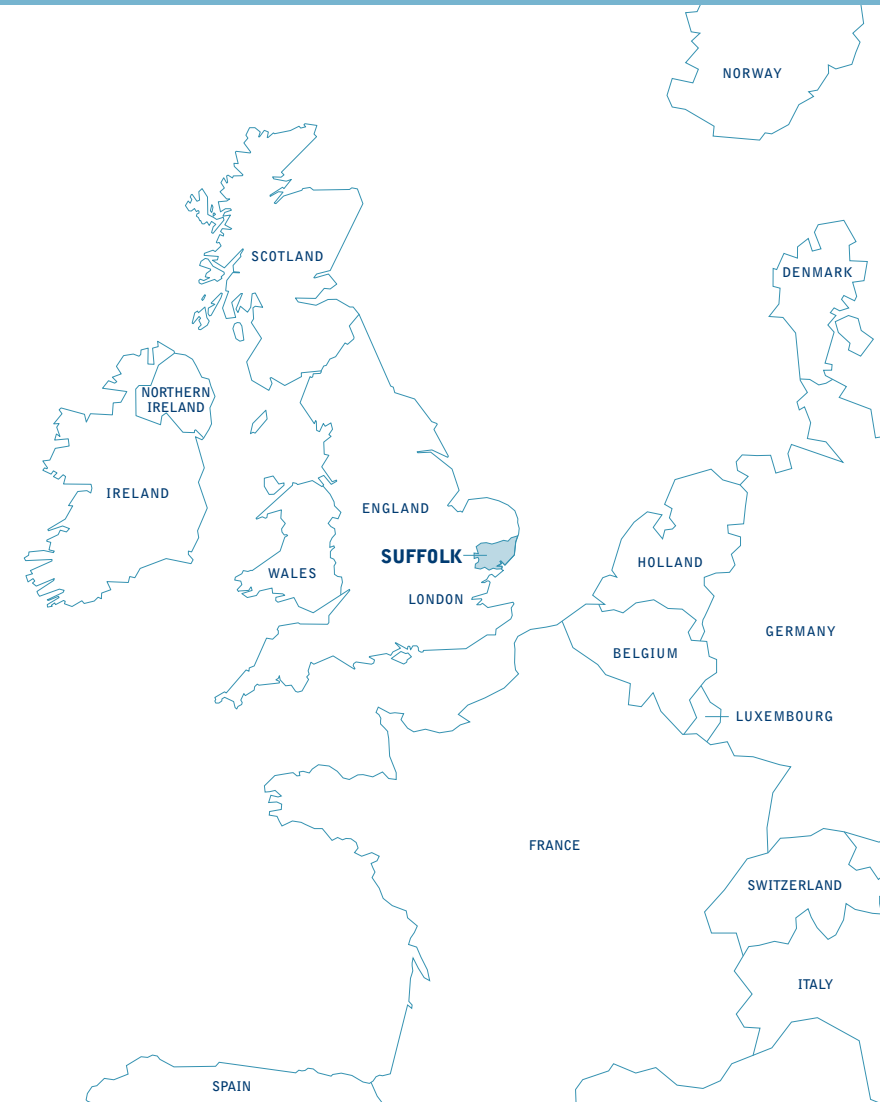 NORWAY
SCOTLAND
DENMARK
NORTHERN
IRELAND
IRELAND
ENGLAND
SUFFOLK
HOLLAND
WALES
LONDON
GERMANY
BELGIUM
LUXEMBOURG
FRANCE
SWITZERLAND
ITALY
SPAIN